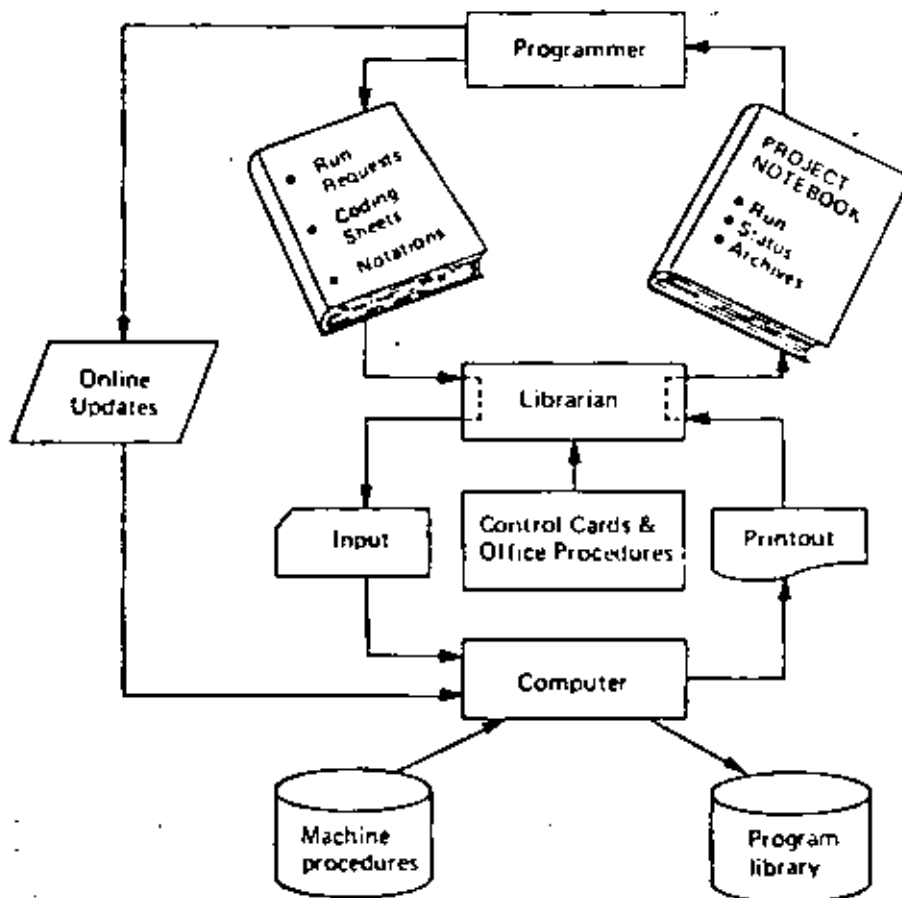 Programmer
• Run
Requests
• Coding
Sheets
• Notations
PROJECT
NOTEBOOK
• Run
• Status
• Archives
Online
Updates
Librarian
Input
Control Cards &
Office Procedures
Printout
Computer
Machine
procedures
Program
library